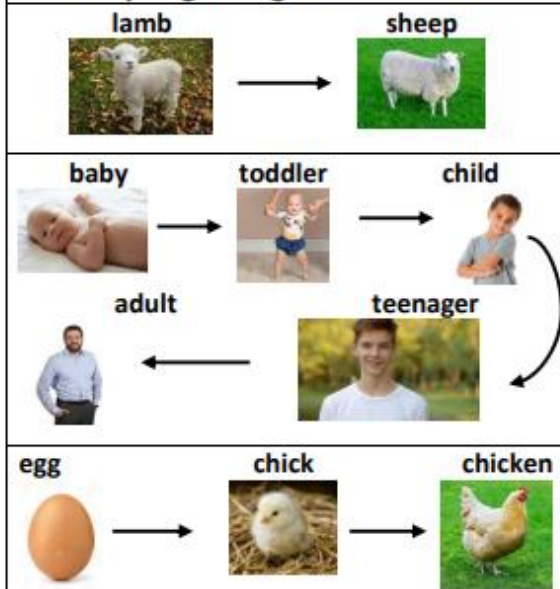 lamb sheep
baby toddler child
adult teenager
egg chick chicken